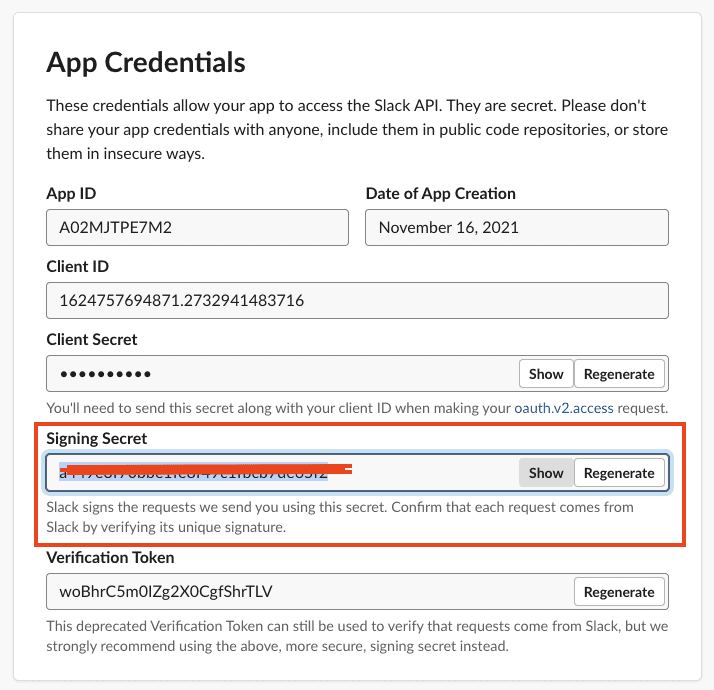 App Credentials
These credentials allow your app to access the Slack API. They are secret. Please don't
share your app credentials with anyone, include them in public code repositories, or store
them in insecure ways.
App ID
Date of App Creation
A02MJTPE7M2
November 16, 2021
Client ID
1624757694871.2732941483716
Client Secret
••••••••••
Show
Regenerate
You'll need to send this secret along with your client ID when making your oauth.v2.access request.
Signing Secret
Show
Regenerate
Slack signs the requests we send you using this secret. Confirm that each request comes from
Slack by verifying its unique signature.
Verification Token
woBhrC5m0IZg2X0CgfShrTLV
Regenerate
This deprecated Verification Token can still be used to verify that requests come from Slack, but we
strongly recommend using the above, more secure, signing secret instead.